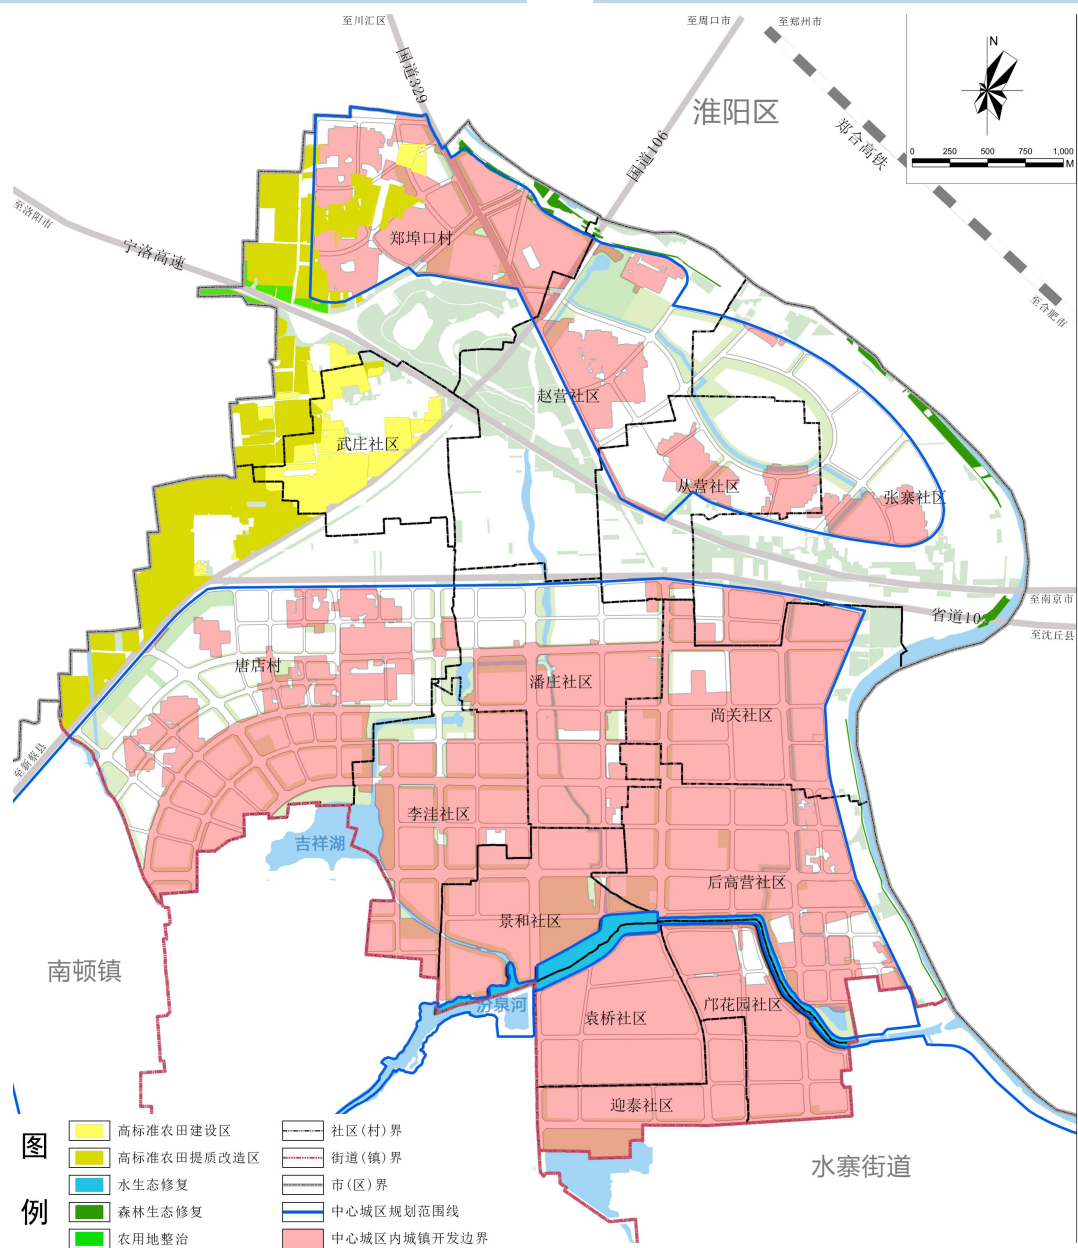 至川汇区
至周口市
至郑州市
国道329
淮阳区
N
郑合高铁
国道106
0 250 500 750 1,000
M
至洛阳市
宁洛高速
郑埠口村
至合肥市
赵营社区
武庄社区
从营社区
张寨社区
至南京市
省道10
至沈丘县
唐店村
潘庄社区
尚关社区
至新蔡县
李洼社区
吉祥湖
后高营社区
景和社区
南顿镇
汾泉河
袁桥社区
邝花园社区
迎泰社区
水寨街道
图例
高标准农田建设区
高标准农田提质改造区
水生态修复
森林生态修复
农用地整治
社区(村)界
街道(镇)界
市(区)界
中心城区规划范围线
中心城区内城镇开发边界